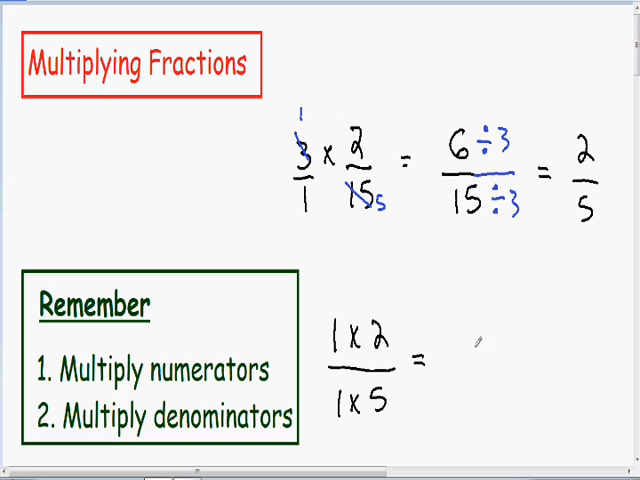 Multiplying Fractions
1
3/1 x 2/15 5 = 6 ÷3/15 ÷3 = 2/5
Remember
1. Multiply numerators
2. Multiply denominators
1 x 2
=
1 x 5